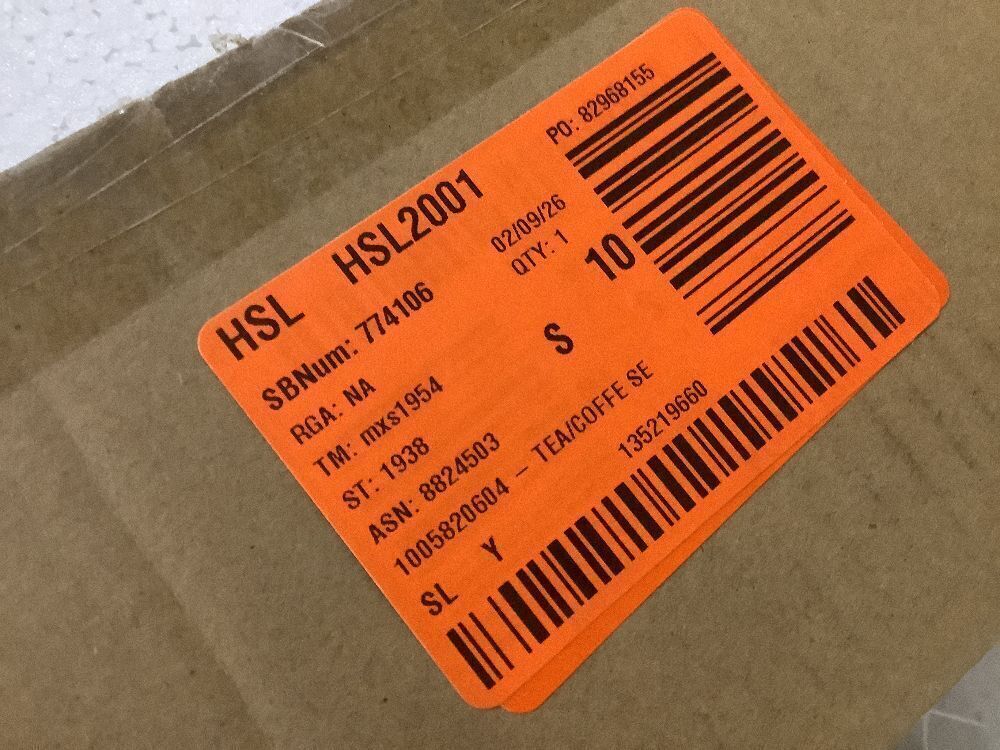 PO: 82968155
HSL HSL2001
SBNum: 774106 02/09/26
RGA: NA QTY: 1
TM: mxs1954 10
ST: 1938 S
ASN: 8824503
1005820604 – TEA/COFFE SE
SL Y 135219660